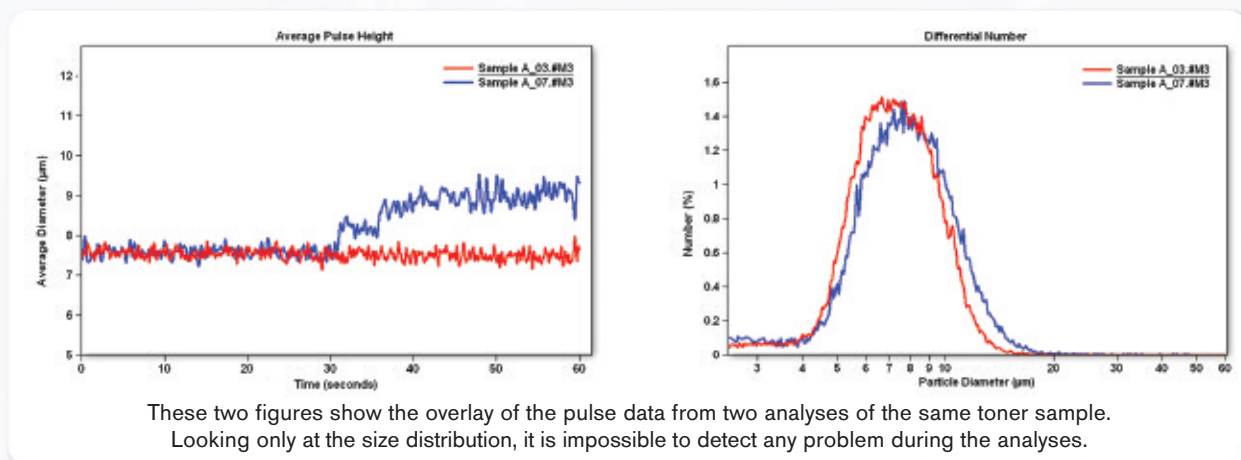 Average Pulse Height
Sample A_03.#M3
Sample A_07.#M3
12
11
10
9
8
7
6
5
Average Diameter (µm)
0 10 20 30 40 50 60
Time (seconds)
Differential Number
Sample A_03.#M3
Sample A_07.#M3
1.6
1.4
1.2
1
0.8
0.6
0.4
0.2
0
Number (%)
3 4 5 6 7 8 9 10 20 30 40 50 60
Particle Diameter (µm)
These two figures show the overlay of the pulse data from two analyses of the same toner sample.
Looking only at the size distribution, it is impossible to detect any problem during the analyses.